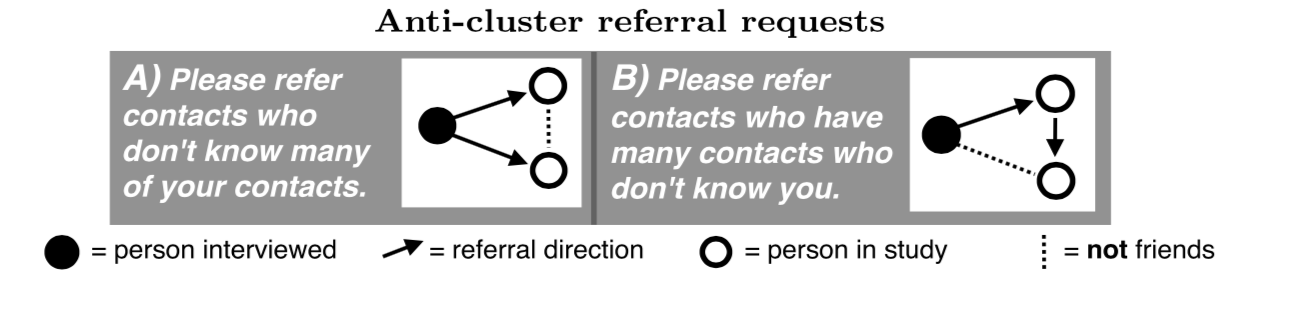 Anti-cluster referral requests
A) Please refer
contacts who
don't know many
of your contacts.
B) Please refer
contacts who have
many contacts who
don't know you.
= person interviewed
= referral direction
= person in study
= not friends